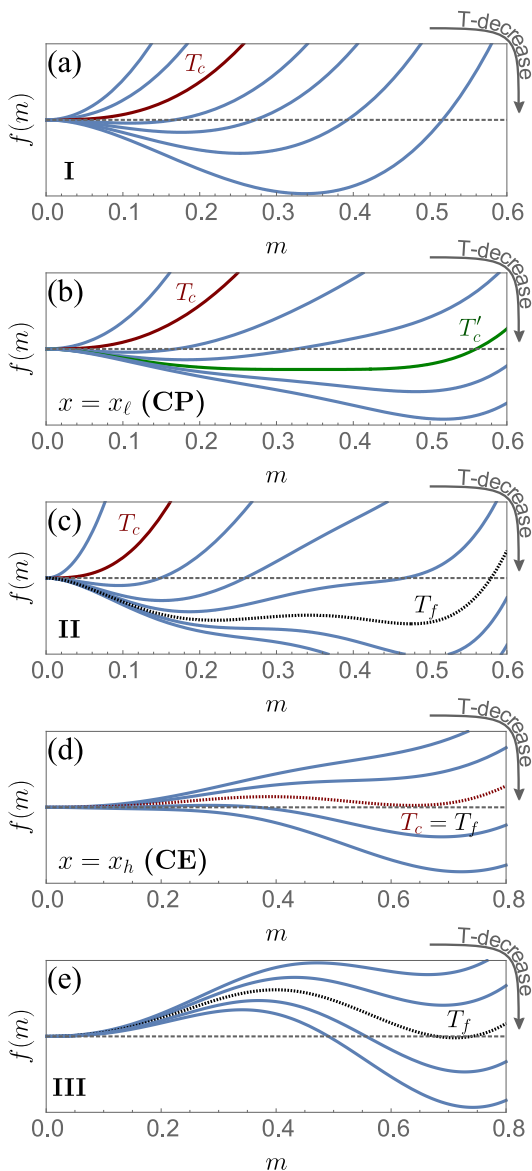 T-decrease
(a)
T_c
f(m)
I
0.0 0.1 0.2 0.3 0.4 0.5 0.6
m
T-decrease
(b)
T_c
T_c′
f(m)
x = x_ℓ (CP)
0.0 0.1 0.2 0.3 0.4 0.5 0.6
m
T-decrease
(c)
T_c
f(m)
T_f
II
0.0 0.1 0.2 0.3 0.4 0.5 0.6
m
T-decrease
(d)
f(m)
T_c = T_f
x = x_h (CE)
0.0 0.2 0.4 0.6 0.8
m
T-decrease
(e)
T_f
f(m)
III
0.0 0.2 0.4 0.6 0.8
m